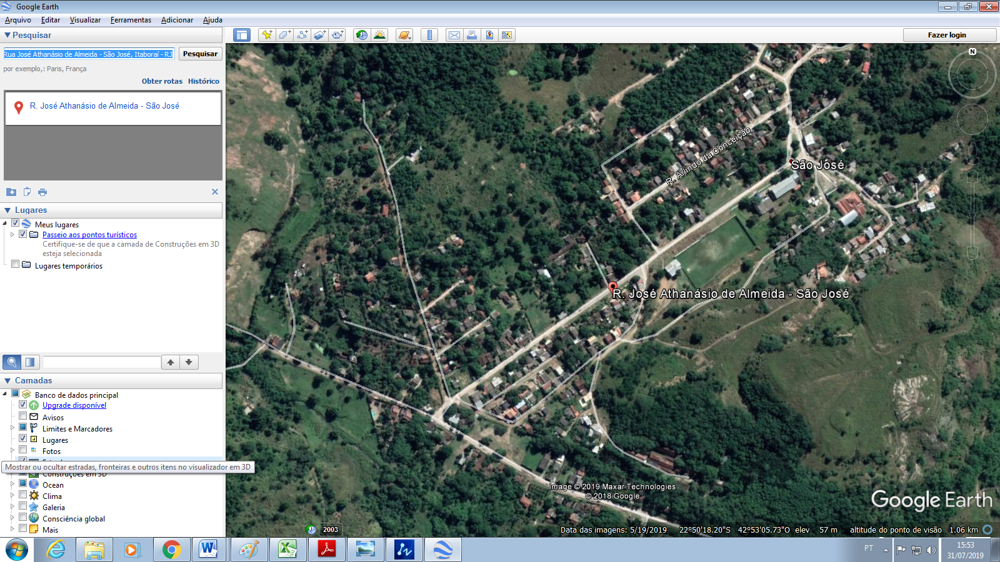 Google Earth
Arquivo Editar Visualizar Ferramentas Adicionar Ajuda
Pesquisar
Fazer login
Rua José Athanásio de Almeida - São José, Itaboraí - RJ
Pesquisar
por exemplo,: Paris, França
Obter rotas Histórico
R. José Athanásio de Almeida - São José
Lugares
Meus lugares
Passeio aos pontos turísticos
Certifique-se de que a camada de Construções em 3D
esteja selecionada
Lugares temporários
Camadas
Banco de dados principal
Upgrade disponível
Avisos
Limites e Marcadores
Lugares
Fotos
Mostrar ou ocultar estradas, fronteiras e outros itens no visualizador em 3D
Construções em 3D
Ocean
Clima
Galeria
Consciência global
Mais
N
R. Arlindo da Conceição
São José
R. José Athanásio de Almeida - São José
Image © 2019 Maxar Technologies
© 2018 Google
Google Earth
2003
Data das imagens: 5/19/2019 22º50'18.20"S 42º53'05.73"O elev 57 m altitude do ponto de visão 1.06 km
PT
15:53
31/07/2019